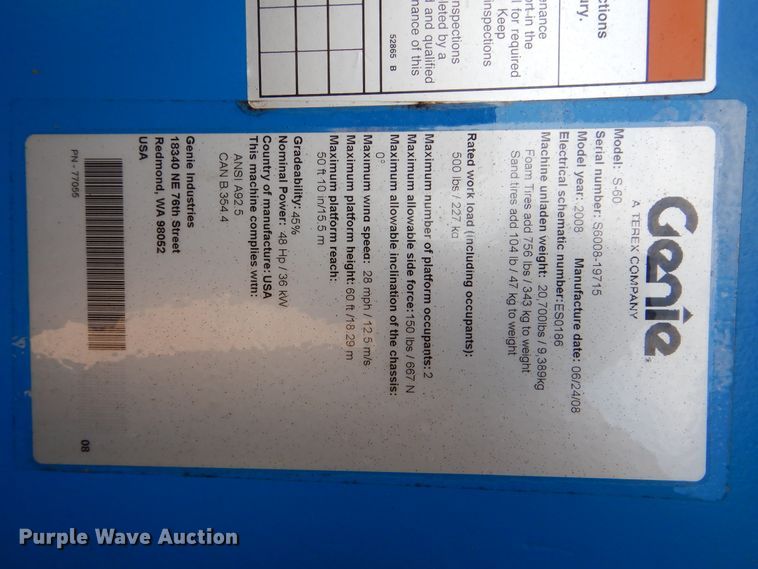 ctions
ury.
enance
ort-in the
l for required
Keep
inspections
nspections
leted by a
d and qualified
nance of this
52865 B
Genie
A TEREX COMPANY
Model: S-60
Serial number: S6008-19715
Model year: 2008 Manufacture date: 06/24/08
Electrical schematic number:ES0186
Machine unladen weight: 20,700lbs / 9,389kg
Foam Tires add 756 lbs / 343 kg to weight
Sand tires add 104 lb / 47 kg to weight
Rated work load (including occupants):
500 lbs / 227 kg
Maximum number of platform occupants: 2
Maximum allowable side force:150 lbs / 667 N
Maximum allowable inclination of the chassis:
0°
Maximum wind speed: 28 mph / 12.5 m/s
Maximum platform height: 60 ft /18.29 m
Maximum platform reach:
50 ft 10 in/15.5 m
Gradeability: 45%
Nominal Power: 48 Hp / 36 kW
Country of manufacture: USA
This machine complies with:
ANSI A92.5
CAN B.354.4
Genie Industries
18340 NE 76th Street
Redmond, WA 98052
USA
PN - 77055
08
Purple Wave Auction